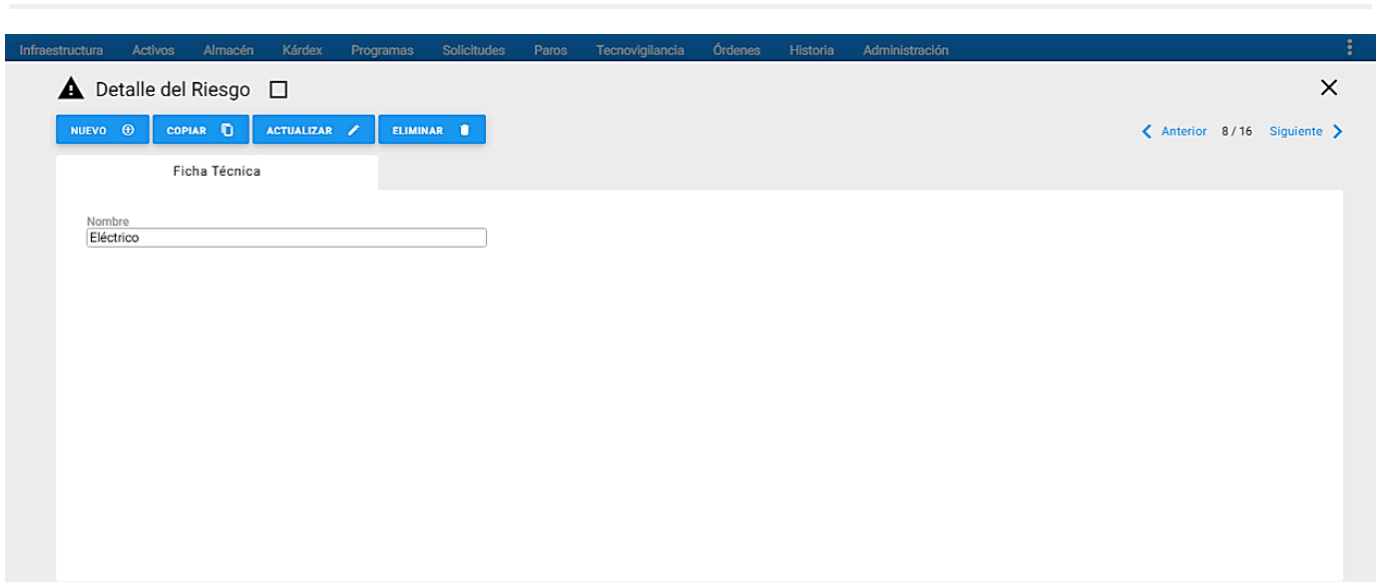 Infraestructura Activos Almacén Kárdex Programas Solicitudes Paros Tecnovigilancia Órdenes Historia Administración
Detalle del Riesgo
NUEVO COPIAR ACTUALIZAR ELIMINAR Anterior 8 / 16 Siguiente
Ficha Técnica
Nombre
Eléctrico